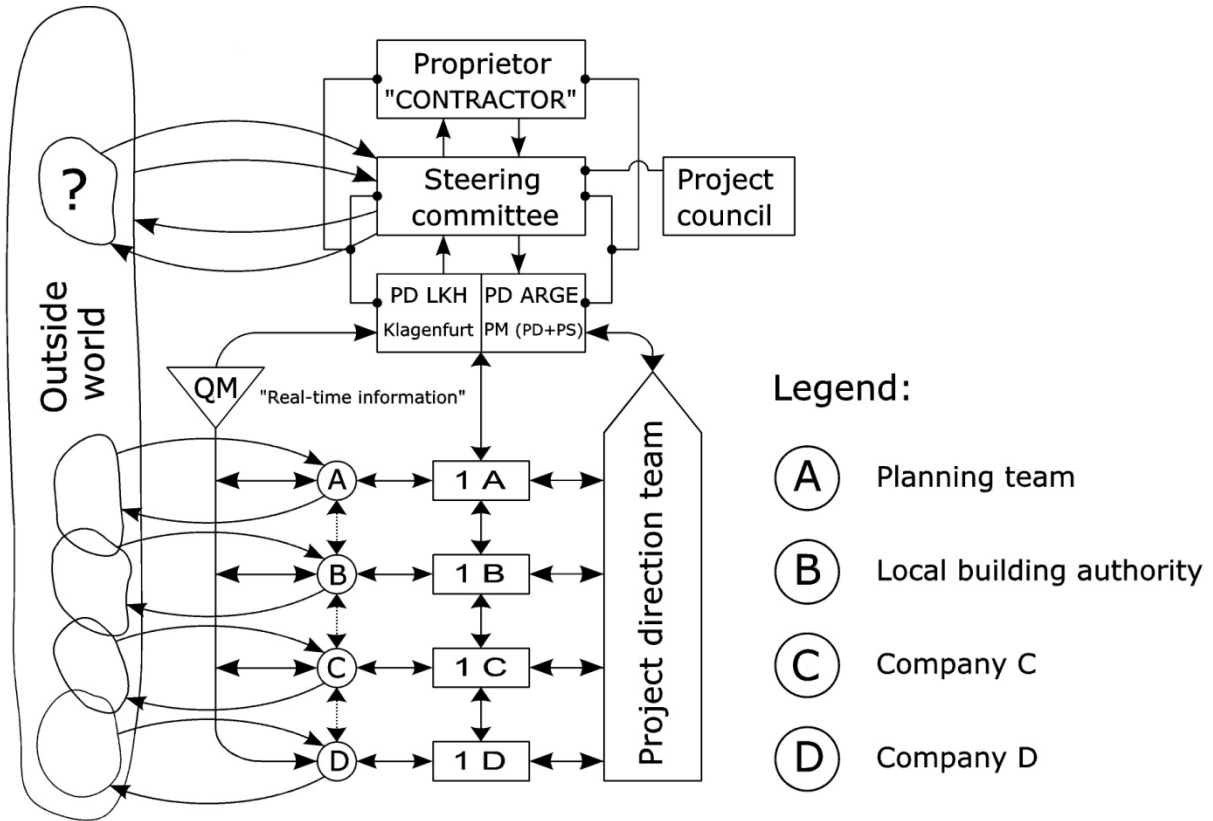 Proprietor
"CONTRACTOR"
?
Steering
committee
Project
council
Outside
world
PD LKH
Klagenfurt
PD ARGE
PM (PD+PS)
QM
"Real-time information"
Project direction team
A
1 A
B
1 B
C
1 C
D
1 D
Legend:
A Planning team
B Local building authority
C Company C
D Company D